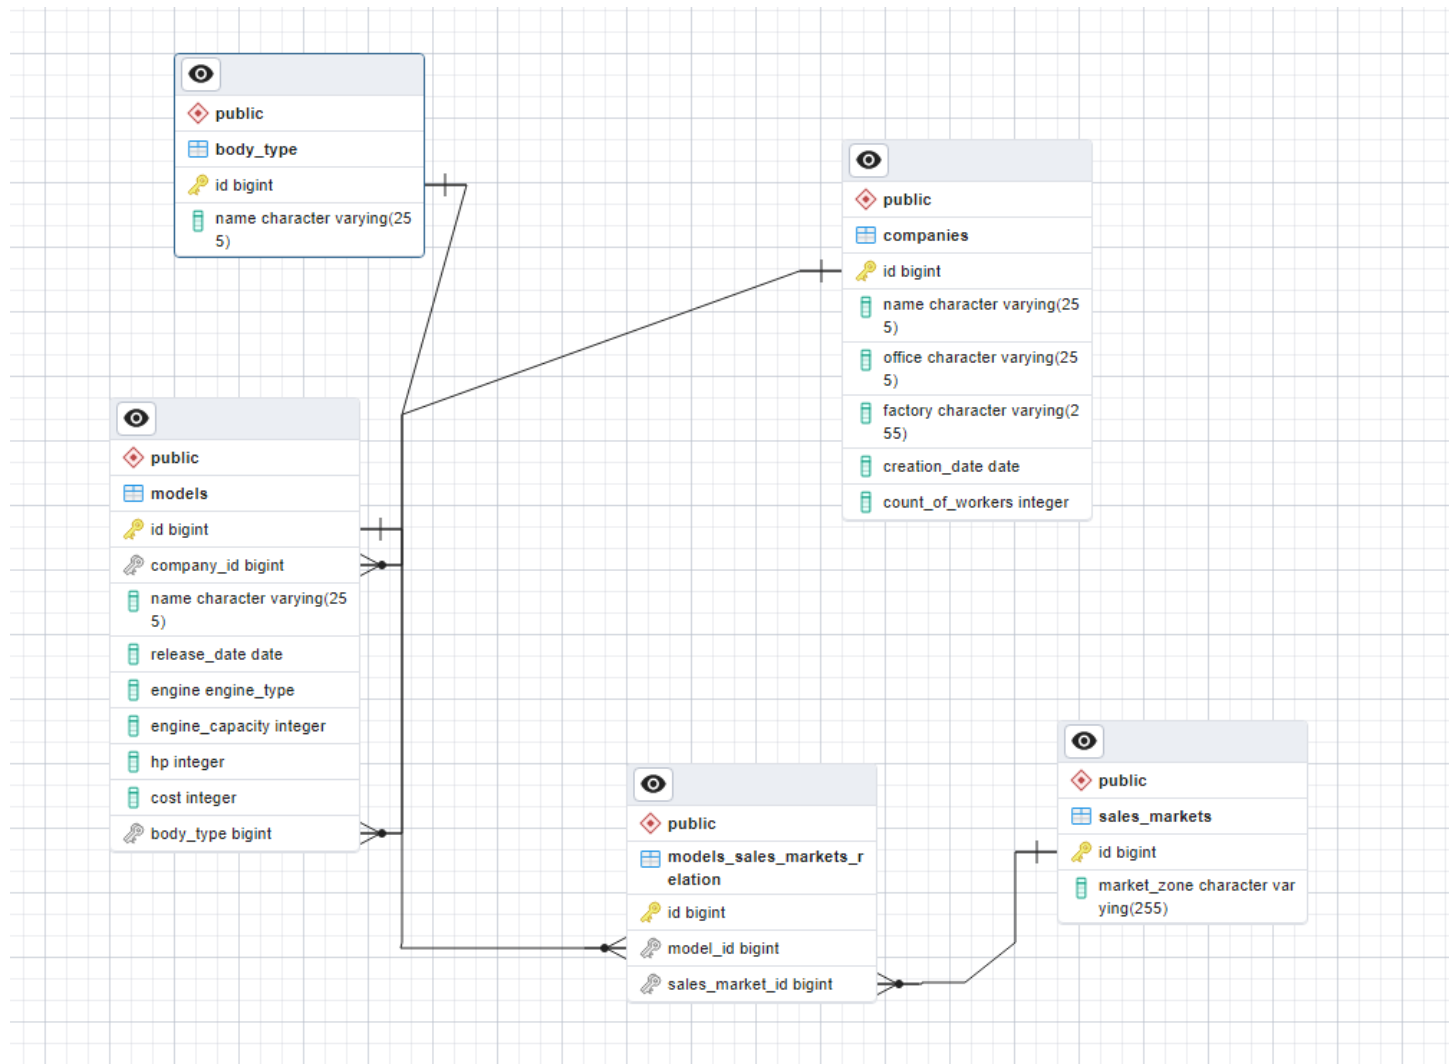 public
body_type
id bigint
name character varying(25
5)
public
companies
id bigint
name character varying(25
5)
office character varying(25
5)
factory character varying(2
55)
creation_date date
count_of_workers integer
public
models
id bigint
company_id bigint
name character varying(25
5)
release_date date
engine engine_type
engine_capacity integer
hp integer
cost integer
body_type bigint
public
models_sales_markets_r
elation
id bigint
model_id bigint
sales_market_id bigint
public
sales_markets
id bigint
market_zone character var
ying(255)